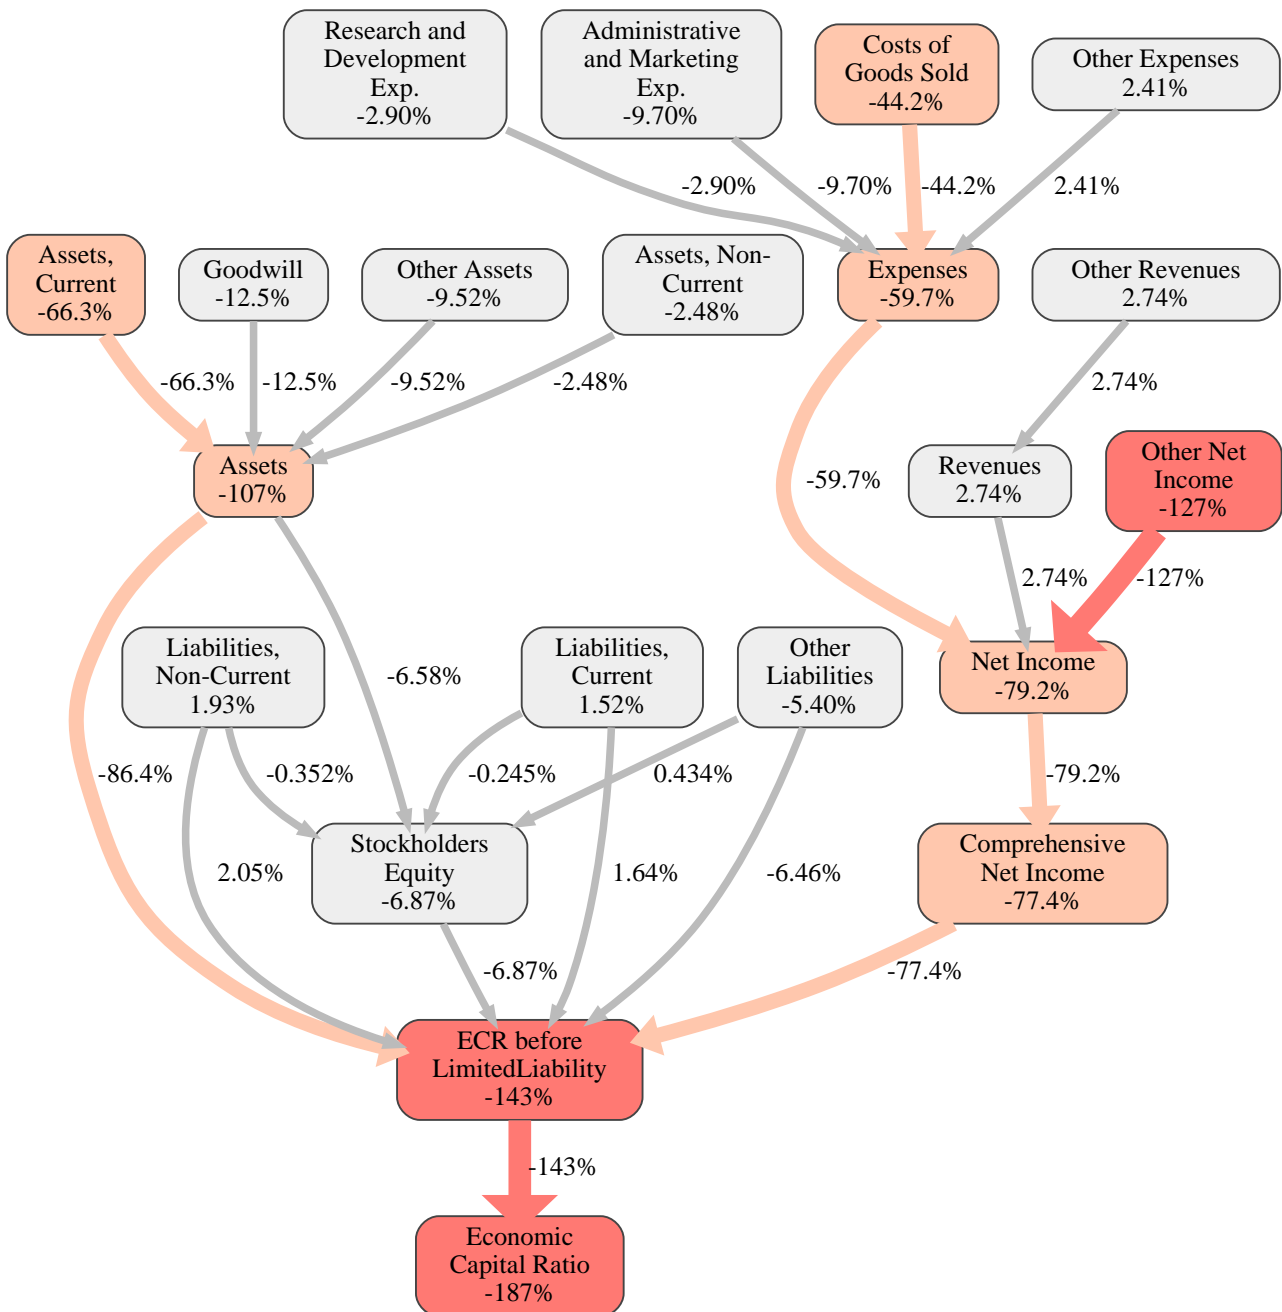 Research and
Development
Exp.
-2.90%
Administrative
and Marketing
Exp.
-9.70%
Costs of
Goods Sold
-44.2%
Other Expenses
2.41%
-2.90%
-9.70%
-44.2%
2.41%
Assets,
Current
-66.3%
Goodwill
-12.5%
Other Assets
-9.52%
Assets, Non-
Current
-2.48%
Expenses
-59.7%
Other Revenues
2.74%
-66.3%
-12.5%
-9.52%
-2.48%
2.74%
Assets
-107%
-59.7%
Revenues
2.74%
Other Net
Income
-127%
2.74%
-127%
Liabilities,
Non-Current
1.93%
-6.58%
Liabilities,
Current
1.52%
Other
Liabilities
-5.40%
Net Income
-79.2%
-86.4%
-0.352%
-0.245%
0.434%
-79.2%
2.05%
Stockholders
Equity
-6.87%
1.64%
-6.46%
Comprehensive
Net Income
-77.4%
-6.87%
-77.4%
ECR before
LimitedLiability
-143%
-143%
Economic
Capital Ratio
-187%